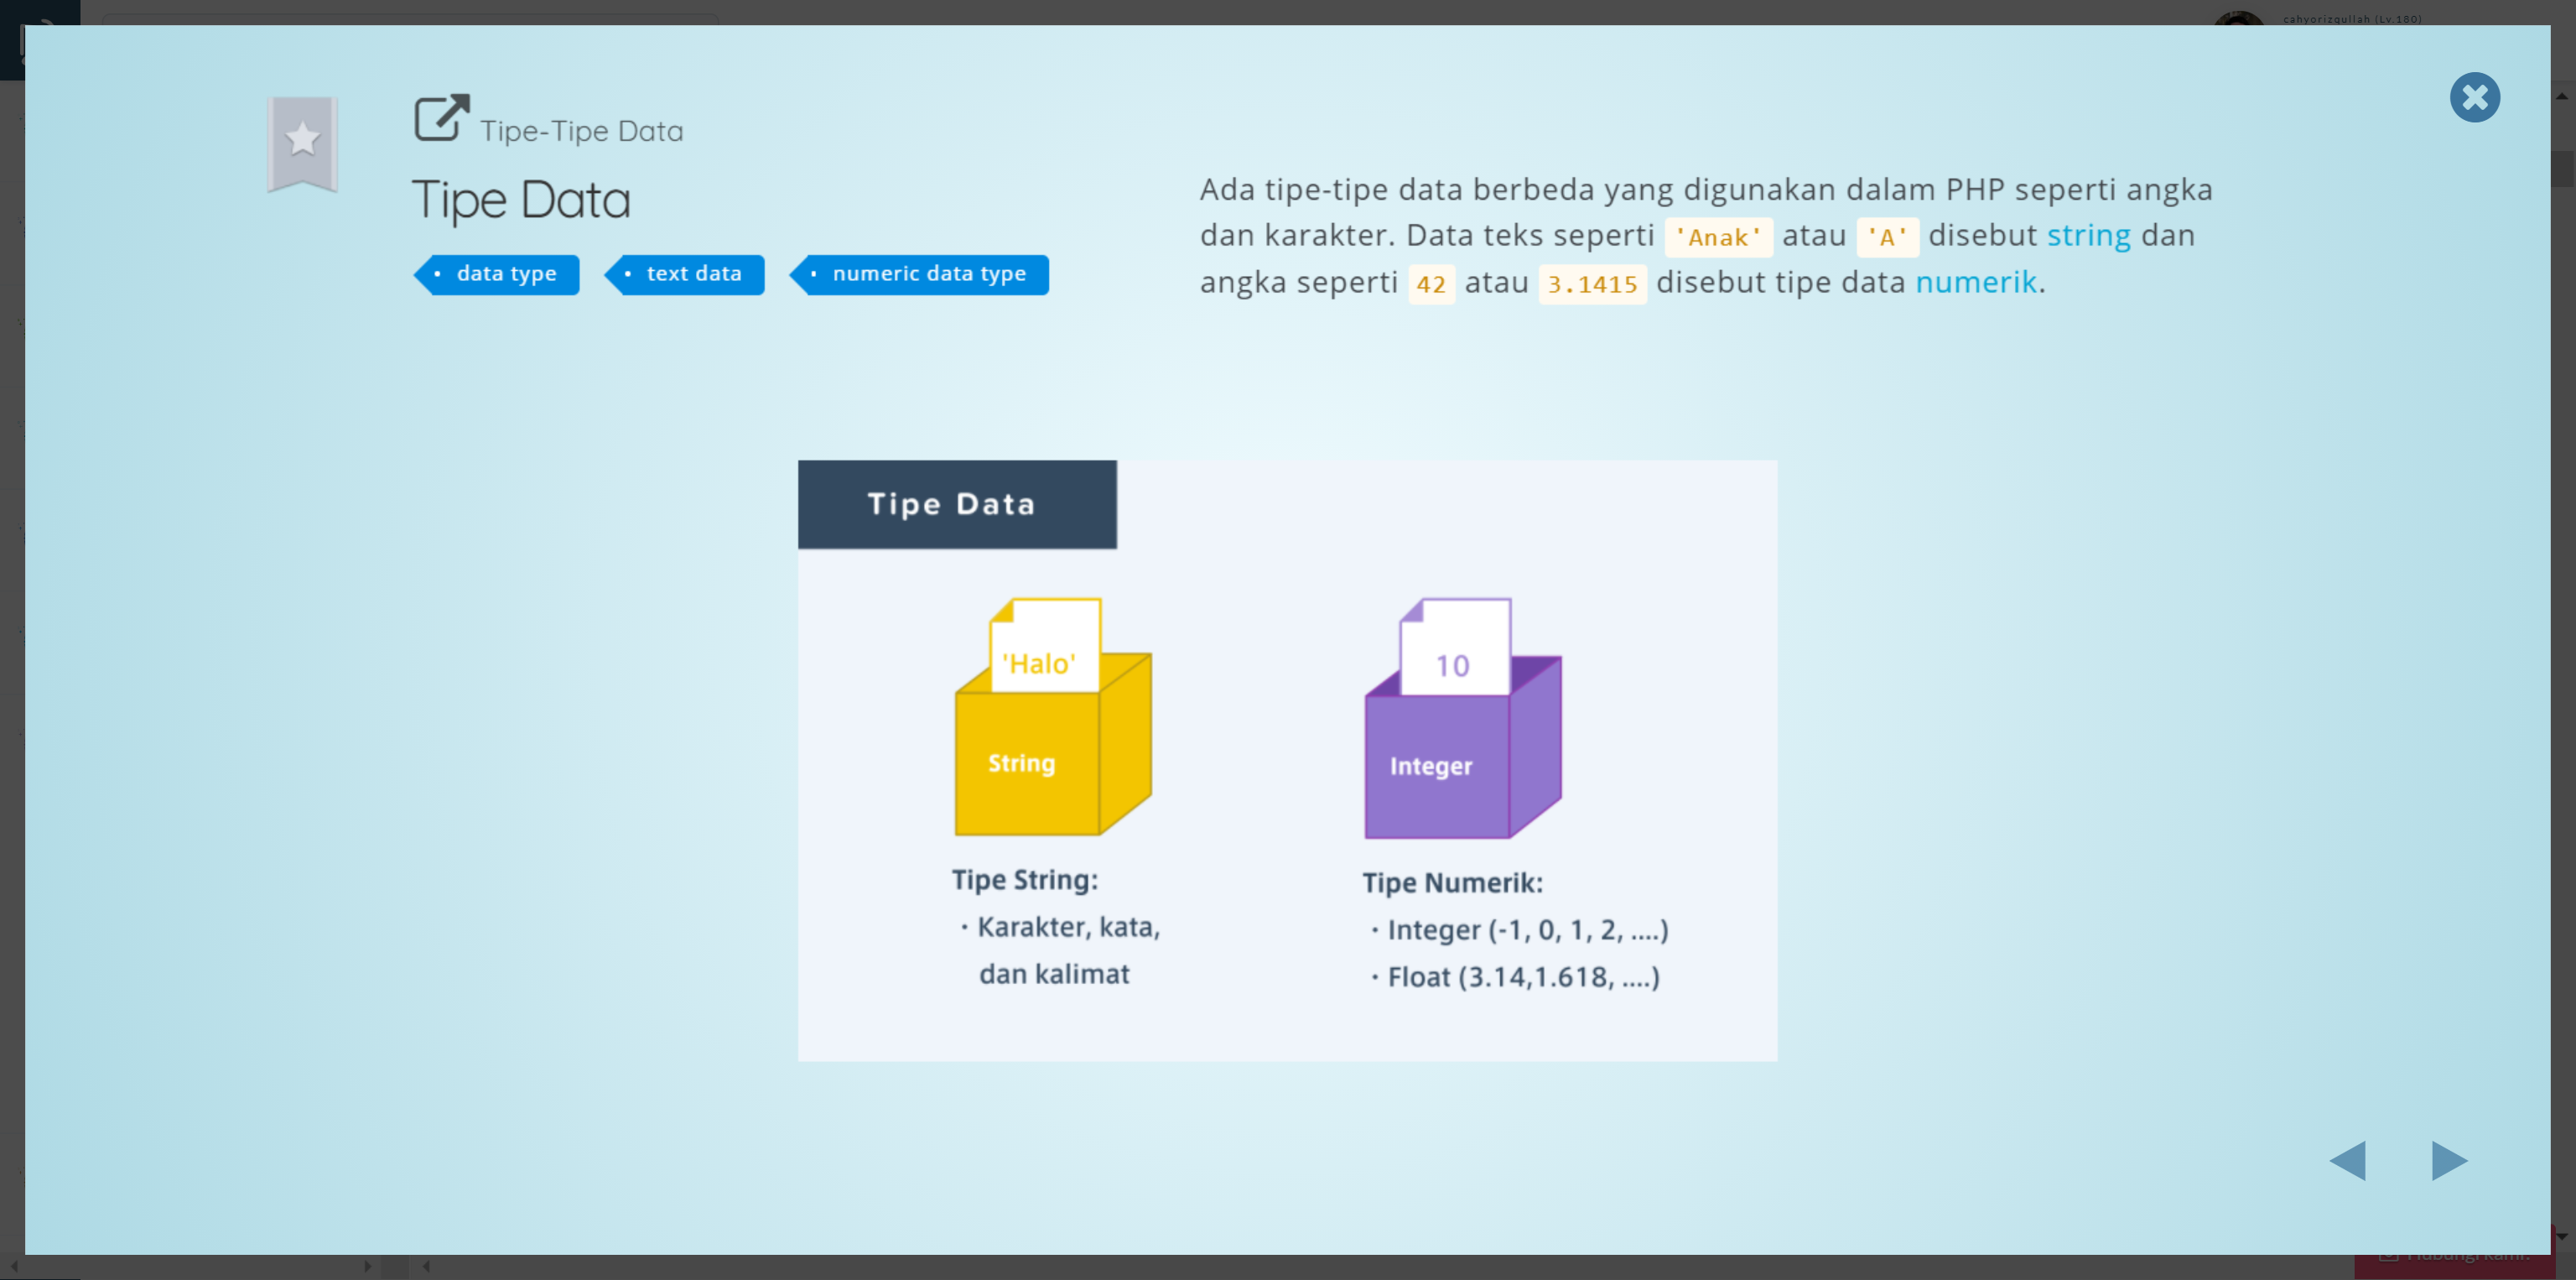 cahyorizqullah (Lv.180)
Tipe-Tipe Data
Tipe Data
data type
text data
numeric data type
Ada tipe-tipe data berbeda yang digunakan dalam PHP seperti angka
dan karakter. Data teks seperti 'Anak' atau 'A' disebut string dan
angka seperti 42 atau 3.1415 disebut tipe data numerik.
Tipe Data
'Halo'
String
Tipe String:
· Karakter, kata,
dan kalimat
10
Integer
Tipe Numerik:
· Integer (-1, 0, 1, 2, ....)
· Float (3.14,1.618, ....)
Hubungi kami!